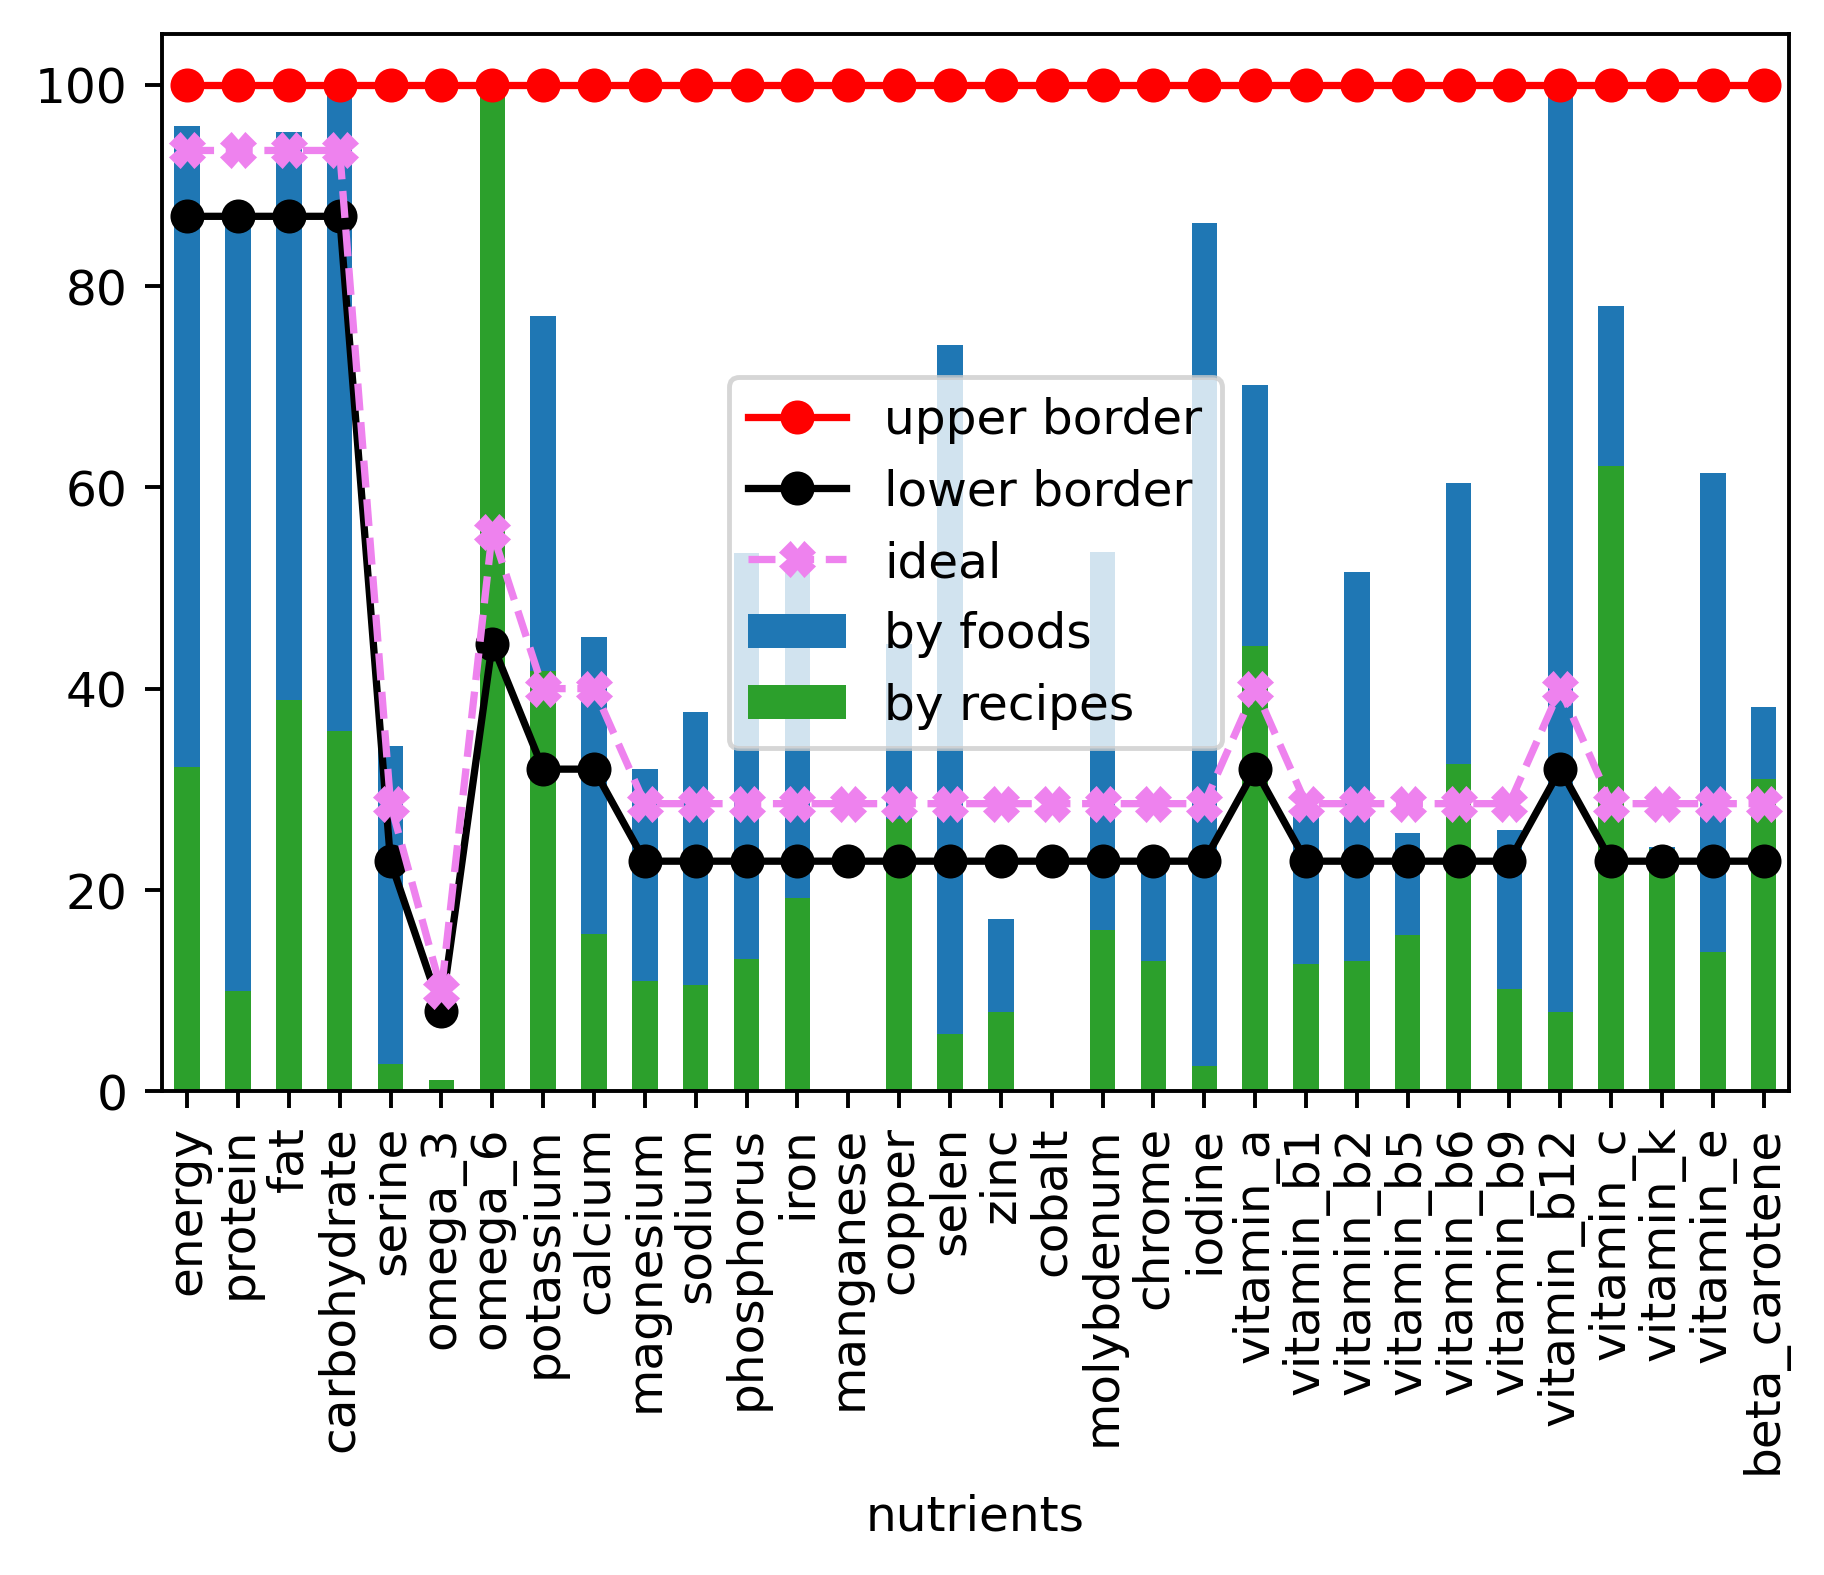 100
80
60
40
20
0
upper border
lower border
ideal
by foods
by recipes
energy
protein
fat
carbohydrate
serine
omega_3
omega_6
potassium
calcium
magnesium
sodium
phosphorus
iron
manganese
copper
selen
zinc
cobalt
molybdenum
chrome
iodine
vitamin_a
vitamin_b1
vitamin_b2
vitamin_b5
vitamin_b6
vitamin_b9
vitamin_b12
vitamin_c
vitamin_k
vitamin_e
beta_carotene
nutrients